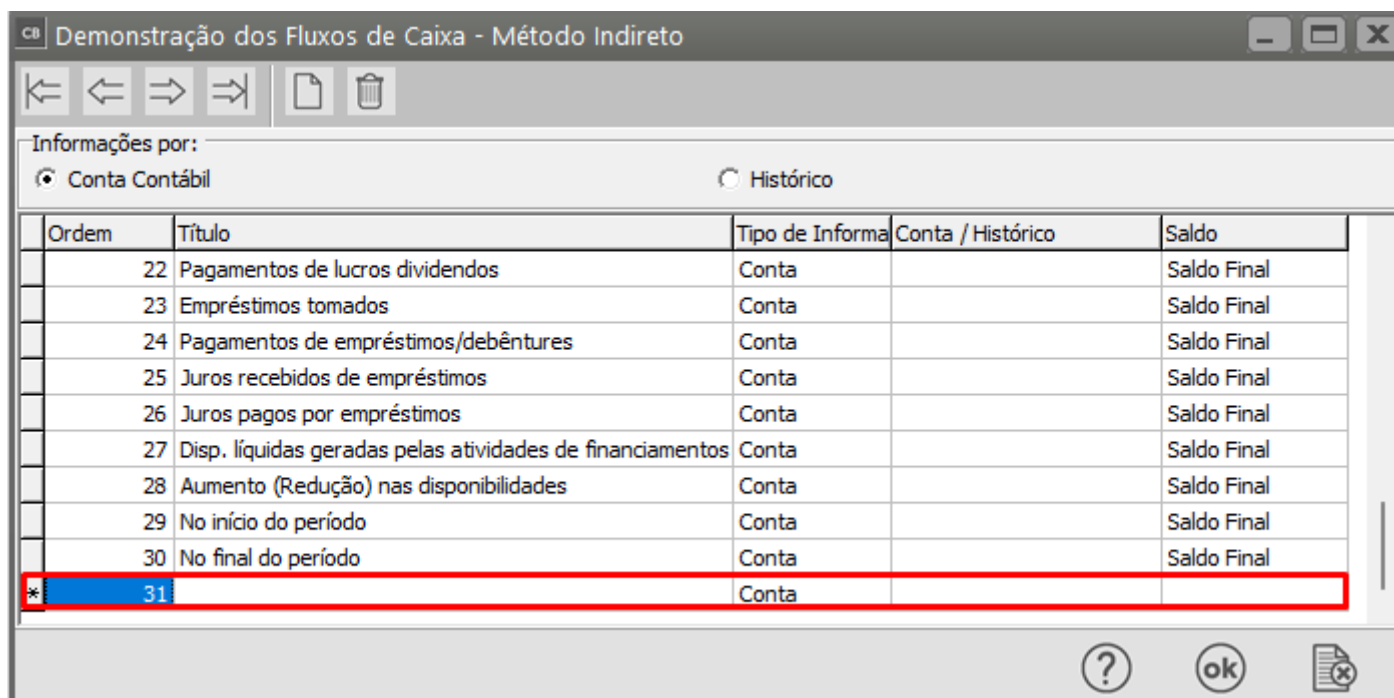 CB Demonstração dos Fluxos de Caixa - Método Indireto
Informações por:
Conta Contábil Histórico
Ordem Título Tipo de Informa Conta / Histórico Saldo
22 Pagamentos de lucros dividendos Conta Saldo Final
23 Empréstimos tomados Conta Saldo Final
24 Pagamentos de empréstimos/debêntures Conta Saldo Final
25 Juros recebidos de empréstimos Conta Saldo Final
26 Juros pagos por empréstimos Conta Saldo Final
27 Disp. líquidas geradas pelas atividades de financiamentos Conta Saldo Final
28 Aumento (Redução) nas disponibilidades Conta Saldo Final
29 No início do período Conta Saldo Final
30 No final do período Conta Saldo Final
* 31 Conta
? ok